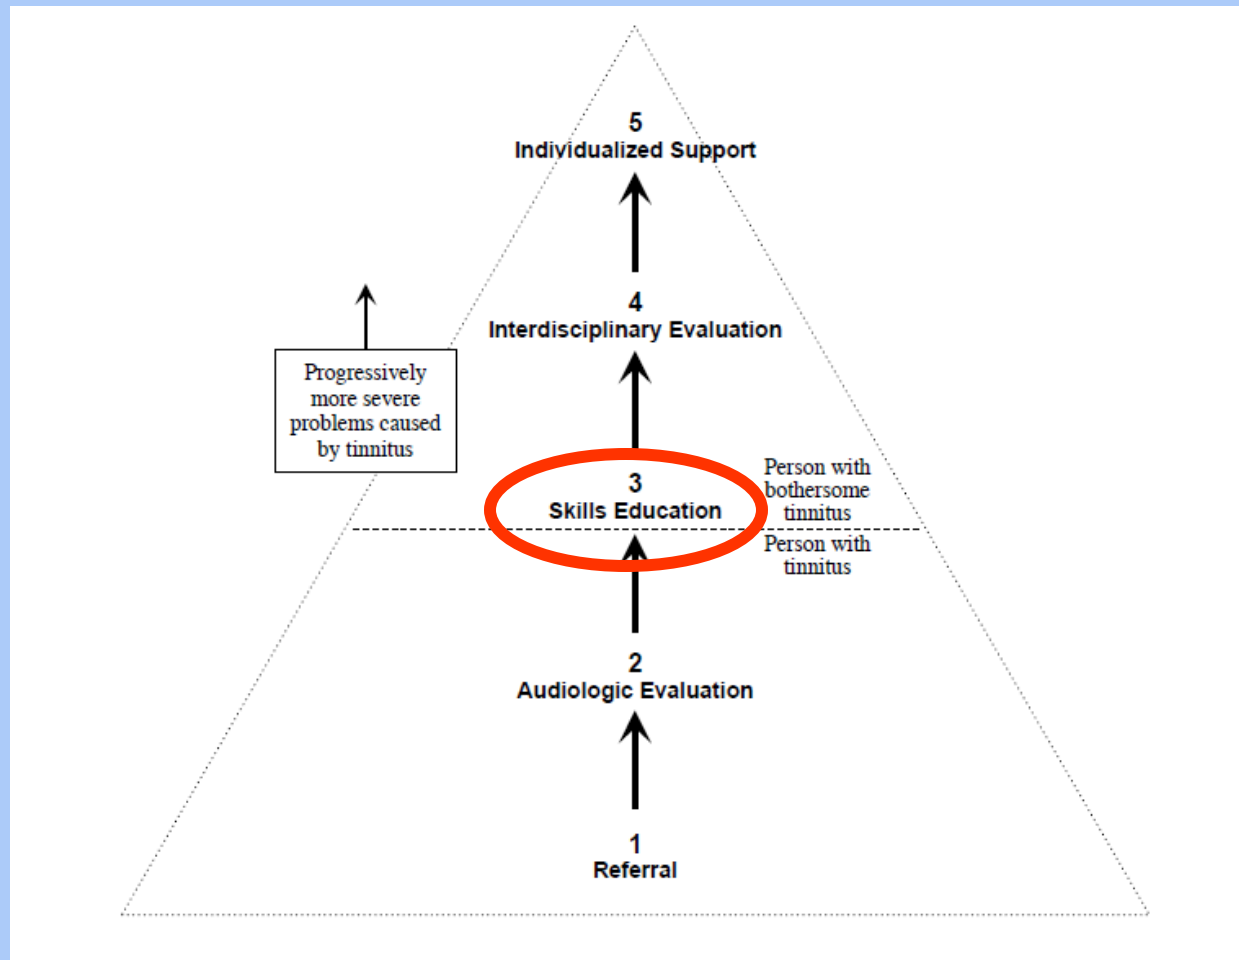 5
Individualized Support
4
Interdisciplinary Evaluation
Progressively
more severe
problems caused
by tinnitus
3
Skills Education
Person with
bothersome
tinnitus
Person with
tinnitus
2
Audiologic Evaluation
1
Referral